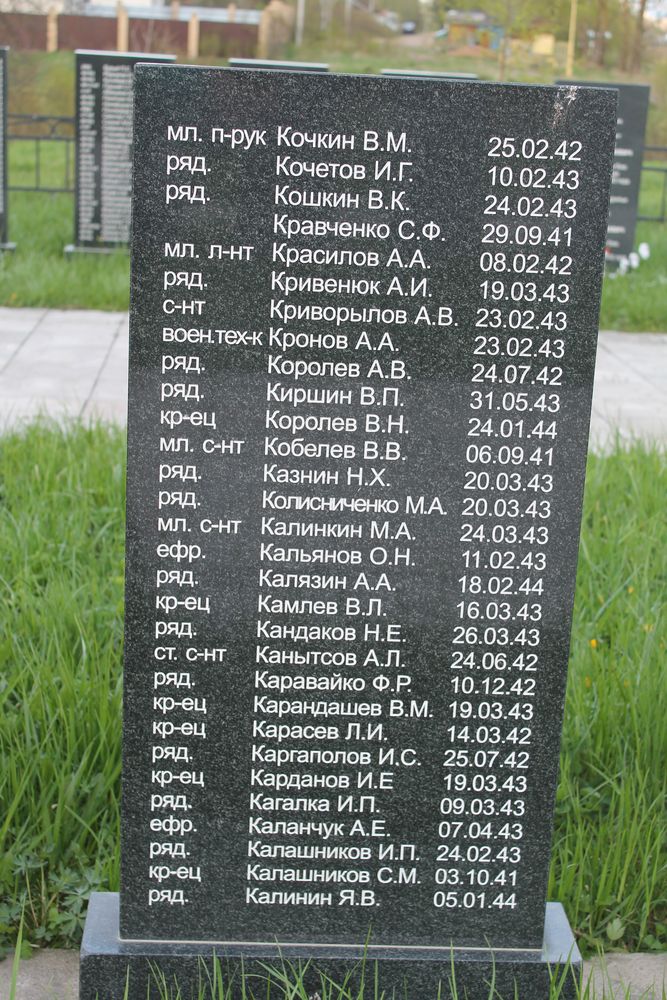 мл. п-рук Кочкин В.М. 25.02.42
ряд. Кочетов И.Г. 10.02.43
ряд. Кошкин В.К. 24.02.43
Кравченко С.Ф. 29.09.41
мл. л-нт Красилов А.А. 08.02.42
ряд. Кривенюк А.И. 19.03.43
с-нт Криворылов А.В. 23.02.43
воен.тех-к Кронов А.А. 23.02.43
ряд. Королев А.В. 24.07.42
ряд. Киршин В.П. 31.05.43
кр-ец Королев В.Н. 24.01.44
мл. с-нт Кобелев В.В. 06.09.41
ряд. Казнин Н.Х. 20.03.43
ряд. Колисниченко М.А. 20.03.43
мл. с-нт Калинкин М.А. 24.03.43
ефр. Кальянов О.Н. 11.02.43
ряд. Калязин А.А. 18.02.44
кр-ец Камлев В.Л. 16.03.43
ряд. Кандаков Н.Е. 26.03.43
ст. с-нт Канытсов А.Л. 24.06.42
ряд. Каравайко Ф.Р. 10.12.42
кр-ец Карандашев В.М. 19.03.43
кр-ец Карасев Л.И. 14.03.42
ряд. Каргаполов И.С. 25.07.42
кр-ец Карданов И.Е 19.03.43
ряд. Кагалка И.П. 09.03.43
ефр. Каланчук А.Е. 07.04.43
ряд. Калашников И.П. 24.02.43
кр-ец Калашников С.М. 03.10.41
ряд. Калинин Я.В. 05.01.44